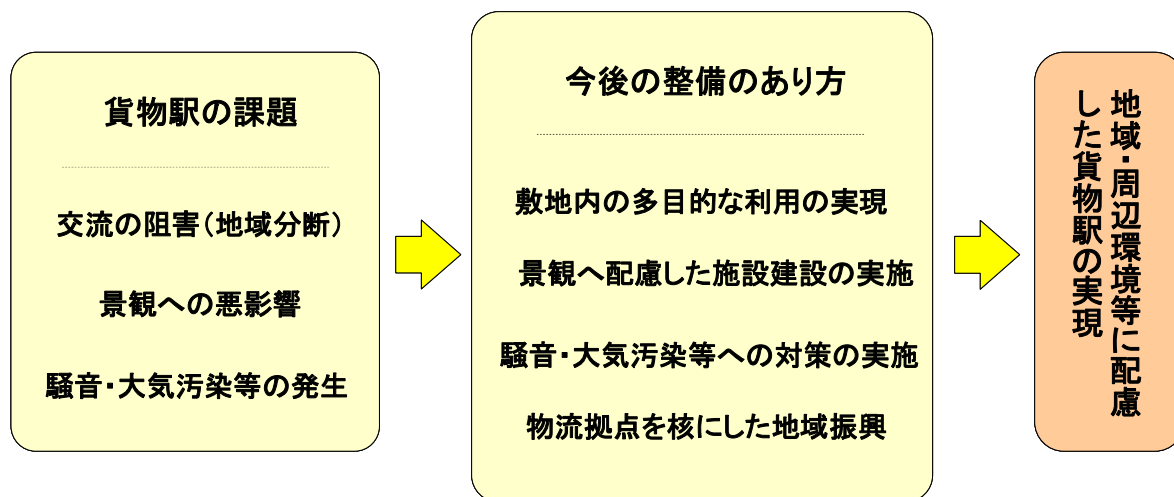 貨物駅の課題
交流の阻害(地域分断)
景観への悪影響
騒音・大気汚染等の発生
今後の整備のあり方
敷地内の多目的な利用の実現
景観へ配慮した施設建設の実施
騒音・大気汚染等への対策の実施
物流拠点を核にした地域振興
地域・周辺環境等に配慮
した貨物駅の実現